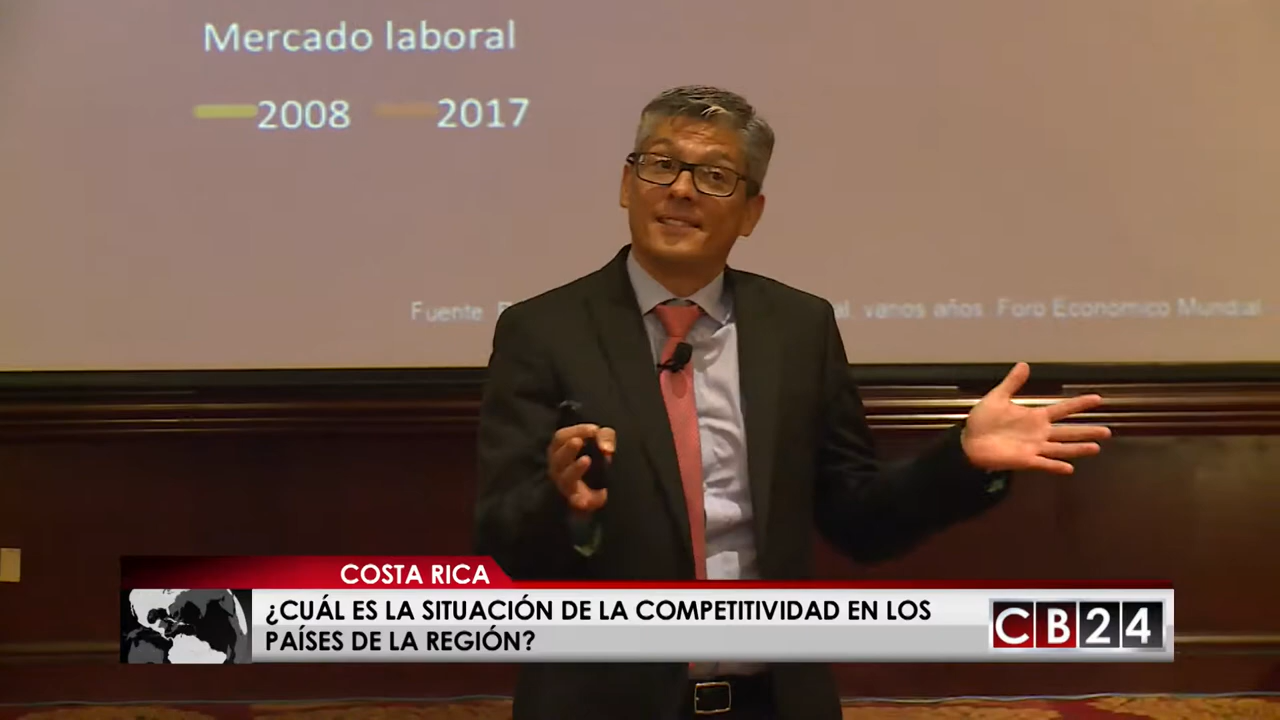 Mercado laboral
2008 2017
Fuente. al. varios años. Foro Economico Mundial
COSTA RICA
¿CUÁL ES LA SITUACIÓN DE LA COMPETITIVIDAD EN LOS
PAÍSES DE LA REGIÓN?
CB24